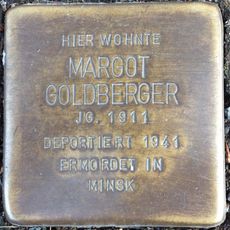 HIER WOHNTE
MARGOT
GOLDBERGER
JG. 1911
DEPORTIERT 1941
ERMORDET IN
MINSK